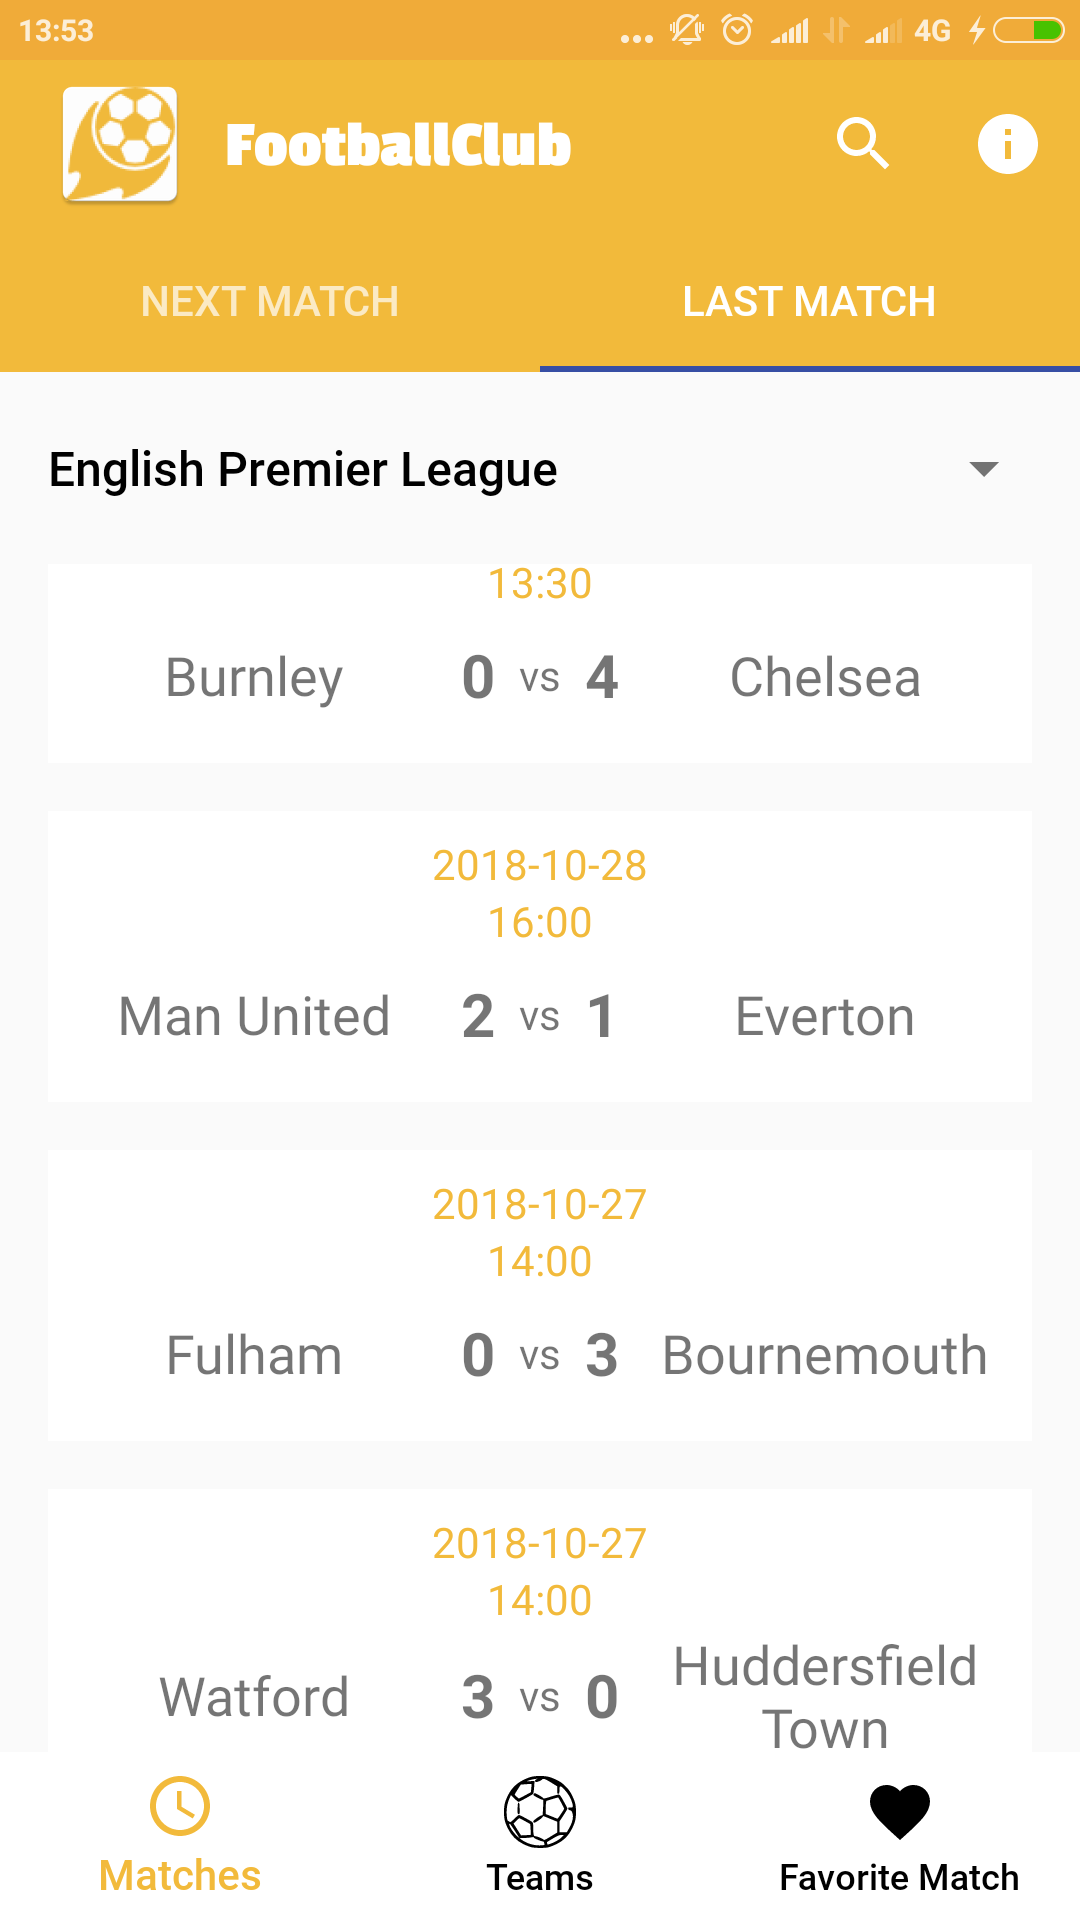 13:53
4G
FootballClub
NEXT MATCH
LAST MATCH
English Premier League
13:30
Burnley 0 vs 4 Chelsea
2018-10-28
16:00
Man United 2 vs 1 Everton
2018-10-27
14:00
Fulham 0 vs 3 Bournemouth
2018-10-27
14:00
Watford 3 vs 0 Huddersfield
Town
Matches
Teams
Favorite Match